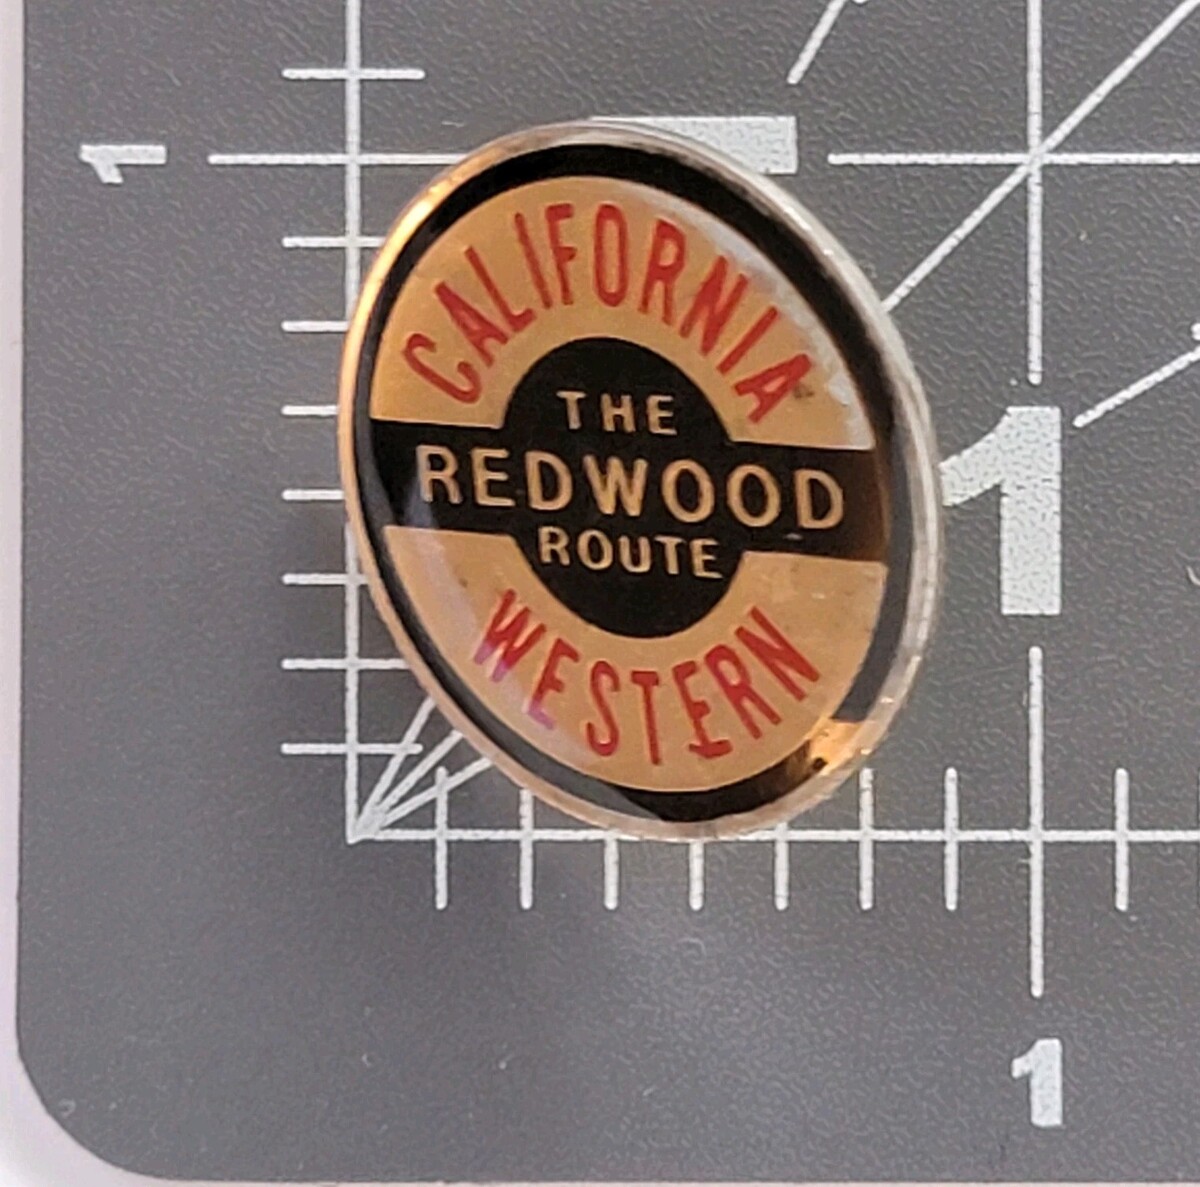 1
CALIFORNIA
THE
REDWOOD
ROUTE
WESTERN
1
1